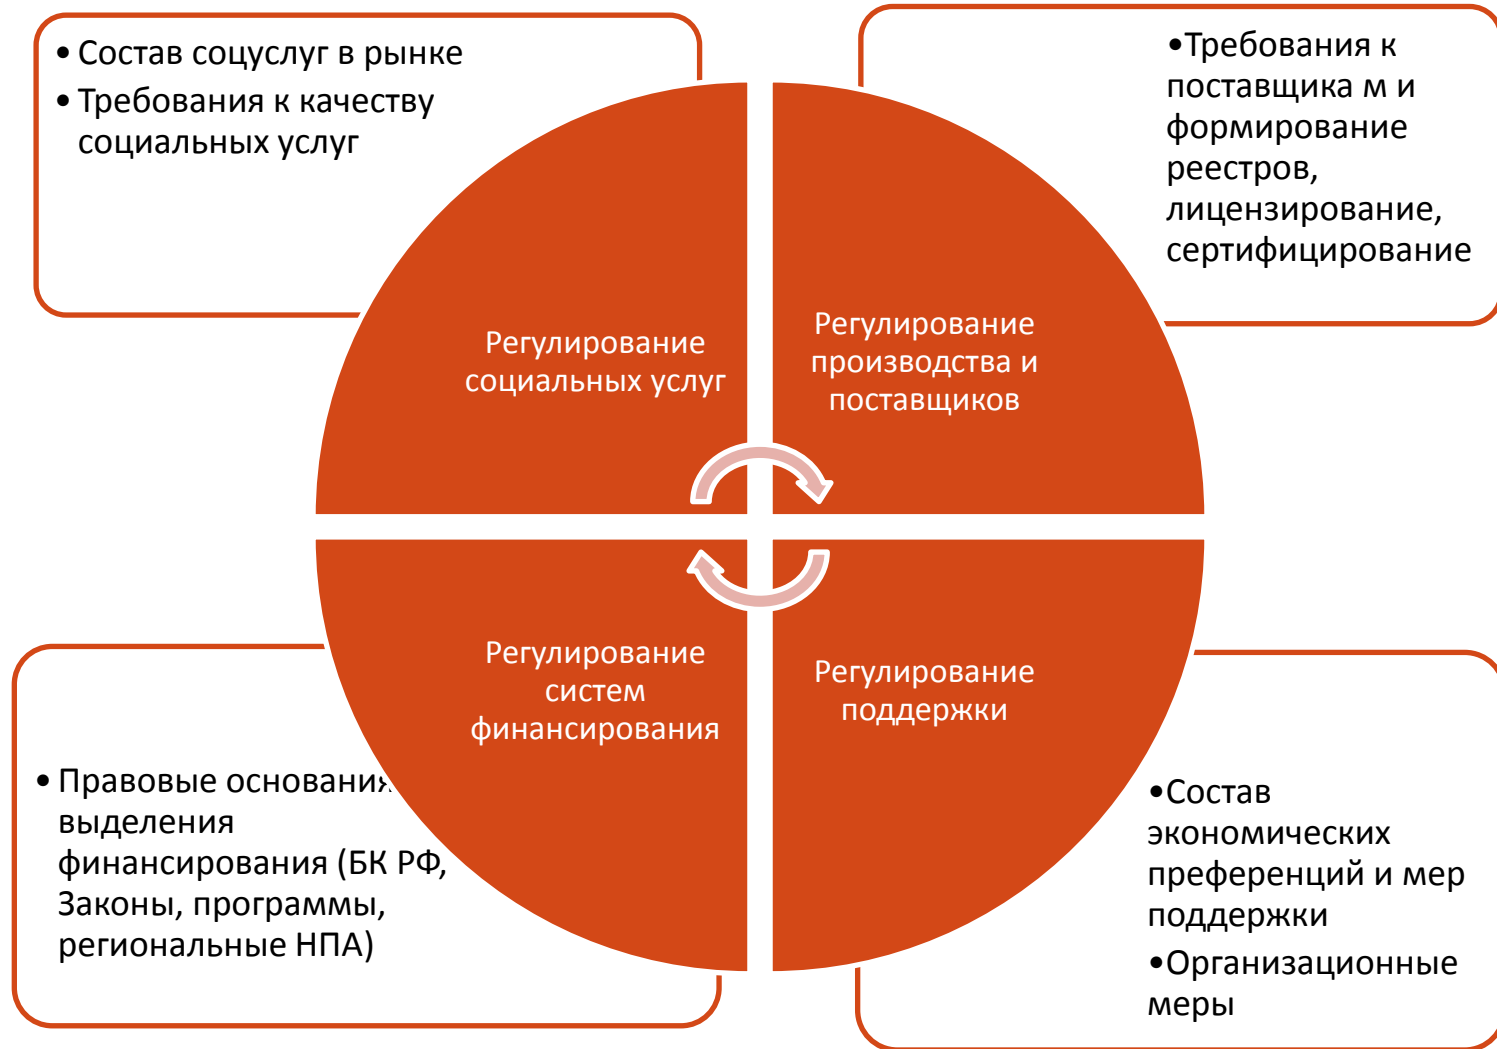 • Состав соцуслуг в рынке
• Требования к качеству
социальных услуг
•Требования к
поставщика м и
формирование
реестров,
лицензирование,
сертифицирование
Регулирование
социальных услуг
Регулирование
производства и
поставщиков
Регулирование
систем
финансирования
Регулирование
поддержки
• Правовые основания
выделения
финансирования (БК РФ,
Законы, программы,
региональные НПА)
•Состав
экономических
преференций и мер
поддержки
•Организационные
меры